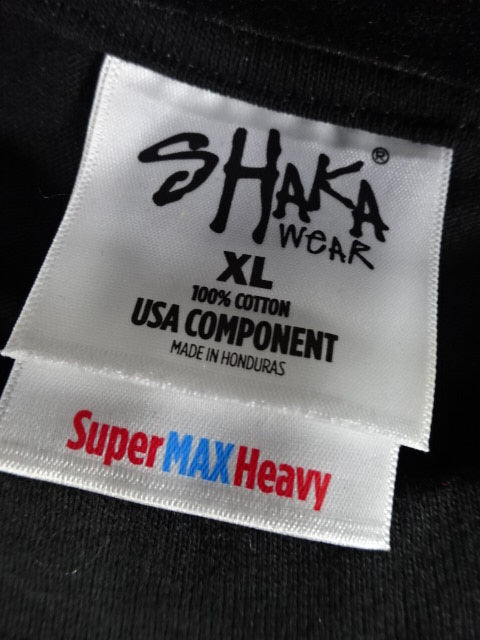 SHAKA®
WEAR
XL
100% COTTON
USA COMPONENT
MADE IN HONDURAS
SuperMAXHeavy